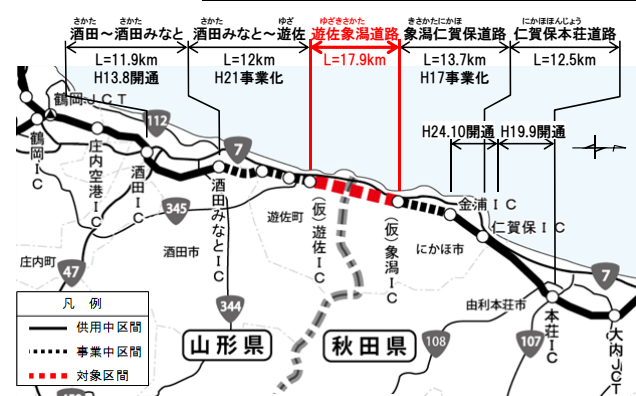 さかた さかた
酒田～酒田みなと
L=11.9km
H13.8開通
さかた ゆざ
酒田みなと～遊佐
L=12km
H21事業化
ゆざきさかた
遊佐象潟道路
L=17.9km
きさかたにかほ
象潟仁賀保道路
L=13.7km
H17事業化
にかほほんじょう
仁賀保本荘道路
L=12.5km
H24.10開通
H19.9開通
鶴岡JCT
鶴岡IC
庄内空港IC
112
酒田IC
7
酒田みなとIC
345
遊佐町
酒田市
(仮)遊佐IC
(仮)象潟IC
金浦IC
仁賀保IC
にかほ市
7
庄内町
47
344
由利本荘市
本荘IC
大内JCT
108
107
山形県
秋田県
凡 例
供用中区間
事業中区間
対象区間